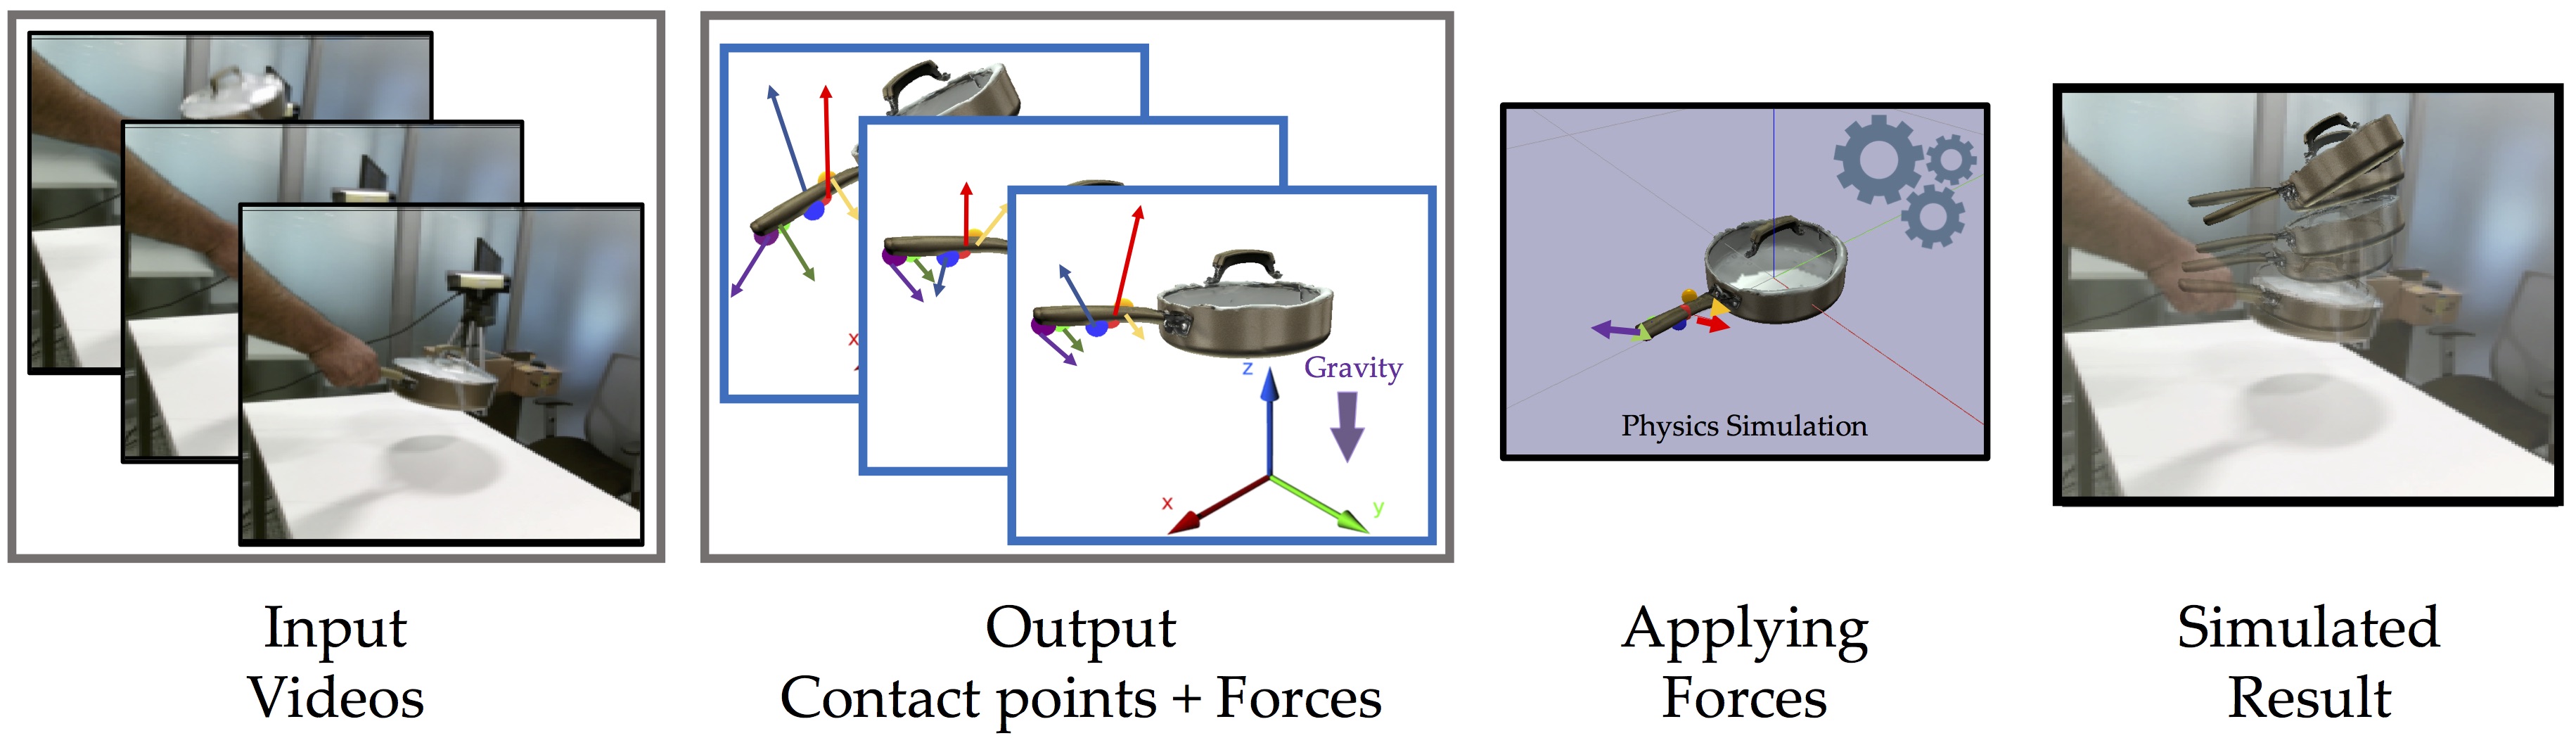 x
Gravity
z
x
y
Physics Simulation
Input
Videos
Output
Contact points + Forces
Applying
Forces
Simulated
Result